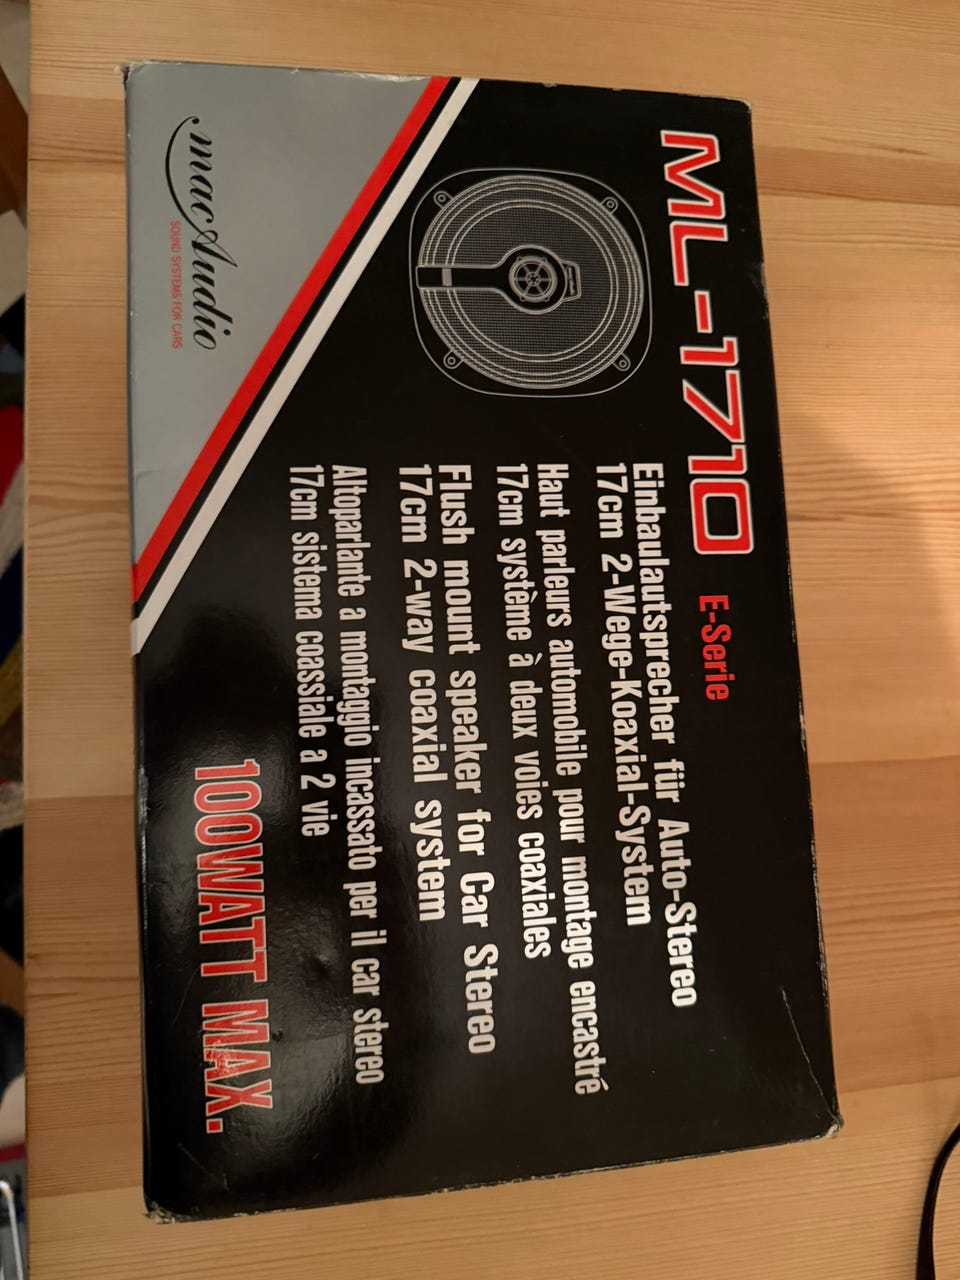 ML-1710 E-Serie
Einbaulautsprecher für Auto-Stereo
17cm 2-Wege-Koaxial-System
Haut parleurs automobile pour montage encastré
17cm système à deux voies coaxiales
Flush mount speaker for Car Stereo
17cm 2-way coaxial system
Altoparlante a montaggio incassato per il car stereo
17cm sistema coassiale a 2 vie
macAudio
SOUND SYSTEMS FOR CARS
100WATT MAX.